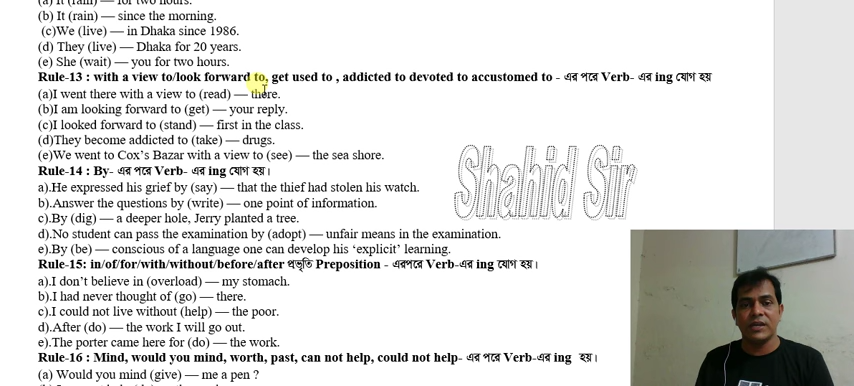 (a) It (rain) — for two hours.
(b) It (rain) — since the morning.
(c)We (live) — in Dhaka since 1986.
(d) They (live) — Dhaka for 20 years.
(e) She (wait) — you for two hours.
Rule-13 : with a view to/look forward to, get used to , addicted to devoted to accustomed to - এর পরে Verb- এর ing যোগ হয়
(a)I went there with a view to (read) — there.
(b)I am looking forward to (get) — your reply.
(c)I looked forward to (stand) — first in the class.
(d)They become addicted to (take) — drugs.
(e)We went to Cox's Bazar with a view to (see) — the sea shore.
Rule-14 : By- এর পরে Verb- এর ing যোগ হয়।
a).He expressed his grief by (say) — that the thief had stolen his watch.
b).Answer the questions by (write) — one point of information.
c).By (dig) — a deeper hole, Jerry planted a tree.
d).No student can pass the examination by (adopt) — unfair means in the examination.
e).By (be) — conscious of a language one can develop his 'explicit' learning.
Shahid Sir
Rule-15: in/of/for/with/without/before/after প্রভৃতি Preposition - এরপরে Verb-এর ing যোগ হয়।
a).I don't believe in (overload) — my stomach.
b).I had never thought of (go) — there.
c).I could not live without (help) — the poor.
d).After (do) — the work I will go out.
e).The porter came here for (do) — the work.
Rule-16 : Mind, would you mind, worth, past, can not help, could not help- এর পরে Verb-এর ing হয়।
(a) Would you mind (give) — me a pen ?